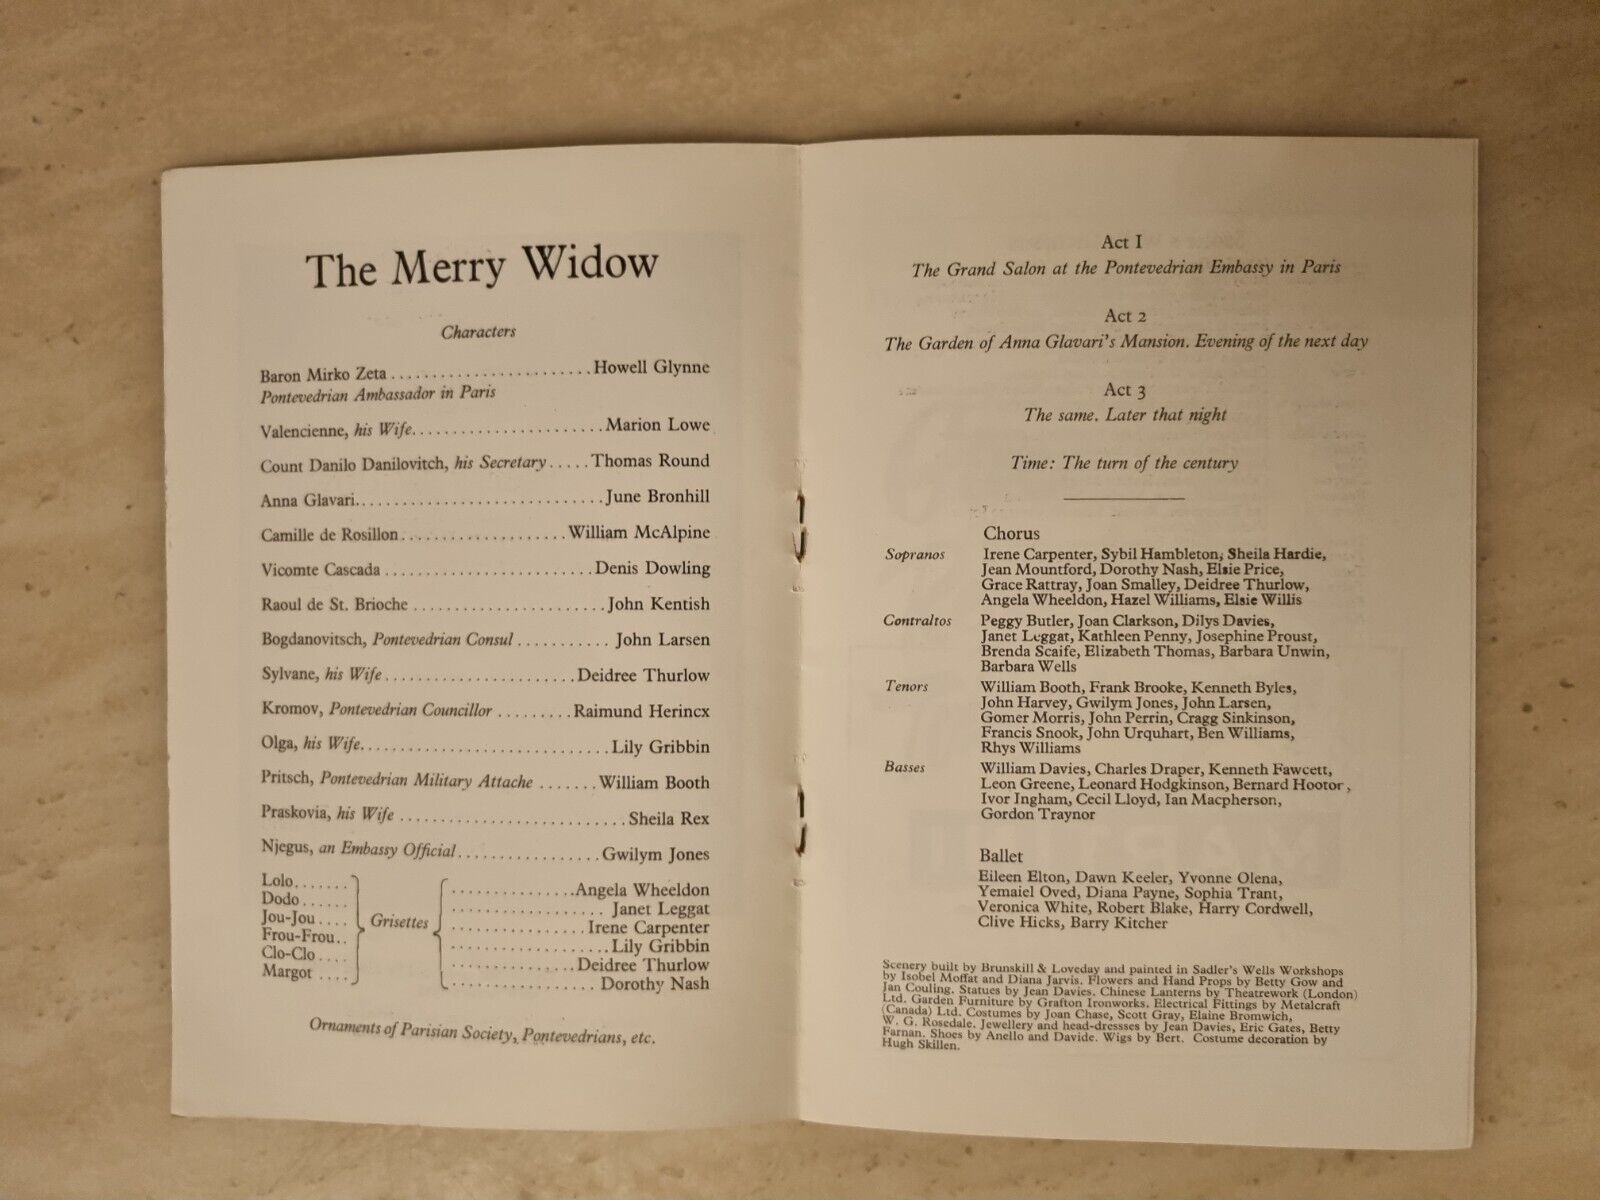 The Merry Widow
Characters
Baron Mirko Zeta ........................ Howell Glynne
Pontevedrian Ambassador in Paris
Valencienne, his Wife........................ Marion Lowe
Count Danilo Danilovitch, his Secretary..... Thomas Round
Anna Glavari.............................. June Bronhill
Camille de Rosillon .................... William McAlpine
Vicomte Cascada ......................... Denis Dowling
Raoul de St. Brioche ....................... John Kentish
Bogdanovitsch, Pontevedrian Consul ........... John Larsen
Sylvane, his Wife ....................... Deidree Thurlow
Kromov, Pontevedrian Councillor ......... Raimund Herincx
Olga, his Wife.............................. Lily Gribbin
Pritsch, Pontevedrian Military Attache ....... William Booth
Praskovia, his Wife ........................... Sheila Rex
Njegus, an Embassy Official ................. Gwilym Jones
Lolo....... Angela Wheeldon
Dodo ...... Janet Leggat
Jou-Jou .... Grisettes Irene Carpenter
Frou-Frou.. Lily Gribbin
Clo-Clo .... Deidree Thurlow
Margot .... Dorothy Nash
Ornaments of Parisian Society, Pontevedrians, etc.
Act 1
The Grand Salon at the Pontevedrian Embassy in Paris
Act 2
The Garden of Anna Glavari's Mansion. Evening of the next day
Act 3
The same. Later that night
Time: The turn of the century
Chorus
Sopranos Irene Carpenter, Sybil Hambleton, Sheila Hardie,
Jean Mountford, Dorothy Nash, Elsie Price,
Grace Rattray, Joan Smalley, Deidree Thurlow,
Angela Wheeldon, Hazel Williams, Elsie Willis
Contraltos Peggy Butler, Joan Clarkson, Dilys Davies,
Janet Leggat, Kathleen Penny, Josephine Proust,
Brenda Scaife, Elizabeth Thomas, Barbara Unwin,
Barbara Wells
Tenors William Booth, Frank Brooke, Kenneth Byles,
John Harvey, Gwilym Jones, John Larsen,
Gomer Morris, John Perrin, Cragg Sinkinson,
Francis Snook, John Urquhart, Ben Williams,
Rhys Williams
Basses William Davies, Charles Draper, Kenneth Fawcett,
Leon Greene, Leonard Hodgkinson, Bernard Hootor,
Ivor Ingham, Cecil Lloyd, Ian Macpherson,
Gordon Traynor
Ballet
Eileen Elton, Dawn Keeler, Yvonne Olena,
Yemaiel Oved, Diana Payne, Sophia Trant,
Veronica White, Robert Blake, Harry Cordwell,
Clive Hicks, Barry Kitcher
Scenery built by Brunskill & Loveday and painted in Sadler's Wells Workshops
by Isobel Moffat and Diana Jarvis. Flowers and Hand Props by Betty Gow and
Jan Couling. Statues by Jean Davies. Chinese Lanterns by Theatrework (London)
Ltd. Garden Furniture by Grafton Ironworks. Electrical Fittings by Metalcraft
(Canada) Ltd. Costumes by Joan Chase, Scott Gray, Elaine Bromwich,
W. G. Rosedale. Jewellery and head-dressses by Jean Davies, Eric Gates, Betty
Farnan. Shoes by Anello and Davide. Wigs by Bert. Costume decoration by
Hugh Skillen.